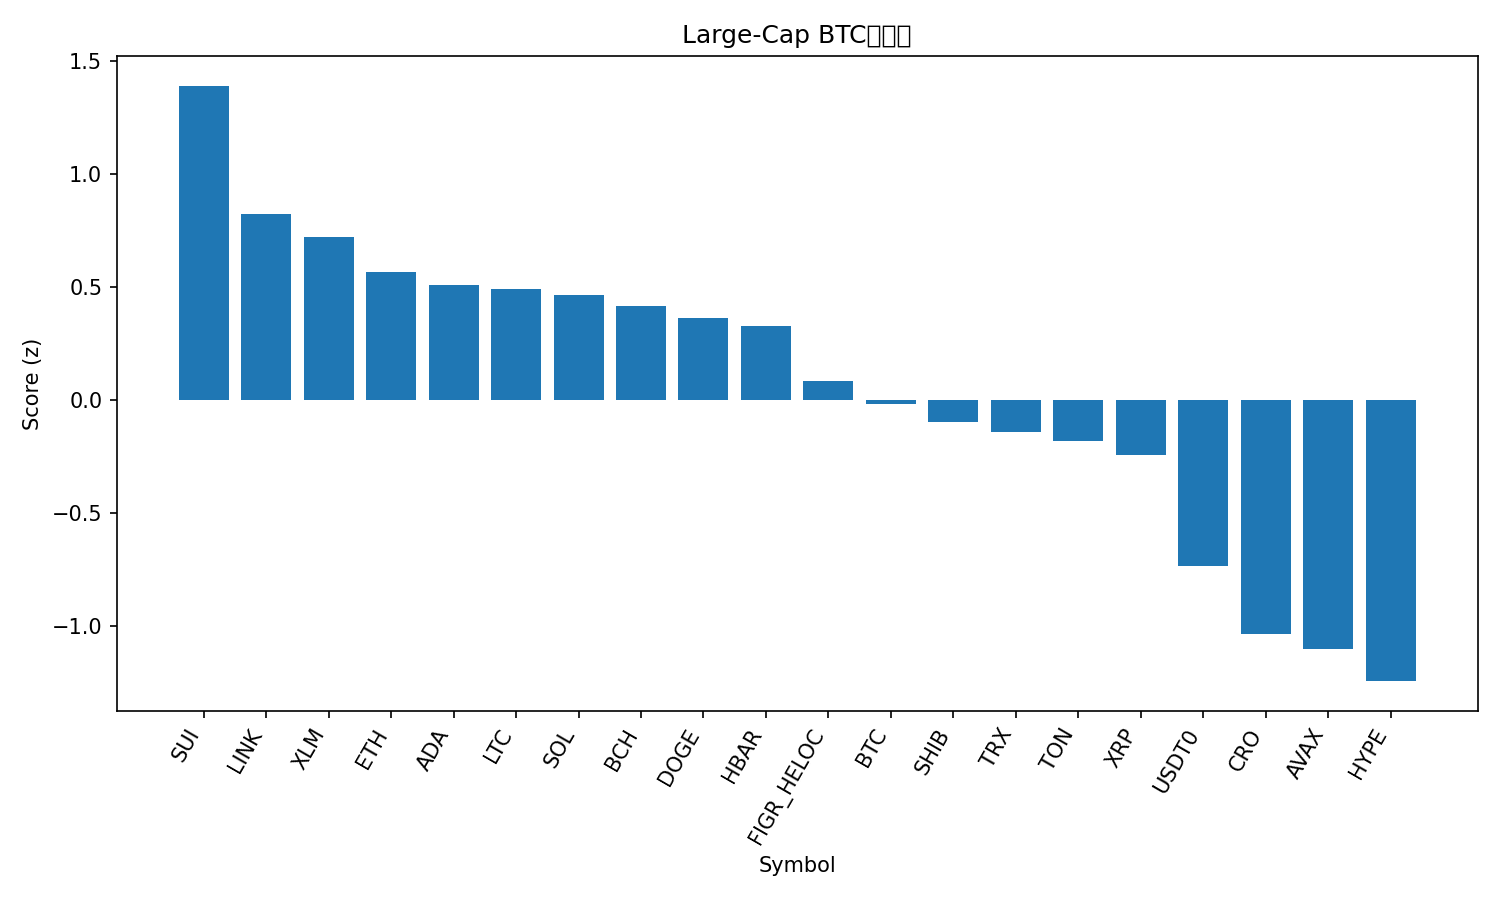 Large-Cap BTC
1.5
1.0
0.5
0.0
−0.5
−1.0
Score (z)
SUI
LINK
XLM
ETH
ADA
LTC
SOL
BCH
DOGE
HBAR
FIGR_HELOC
BTC
SHIB
TRX
TON
XRP
USDT0
CRO
AVAX
HYPE
Symbol